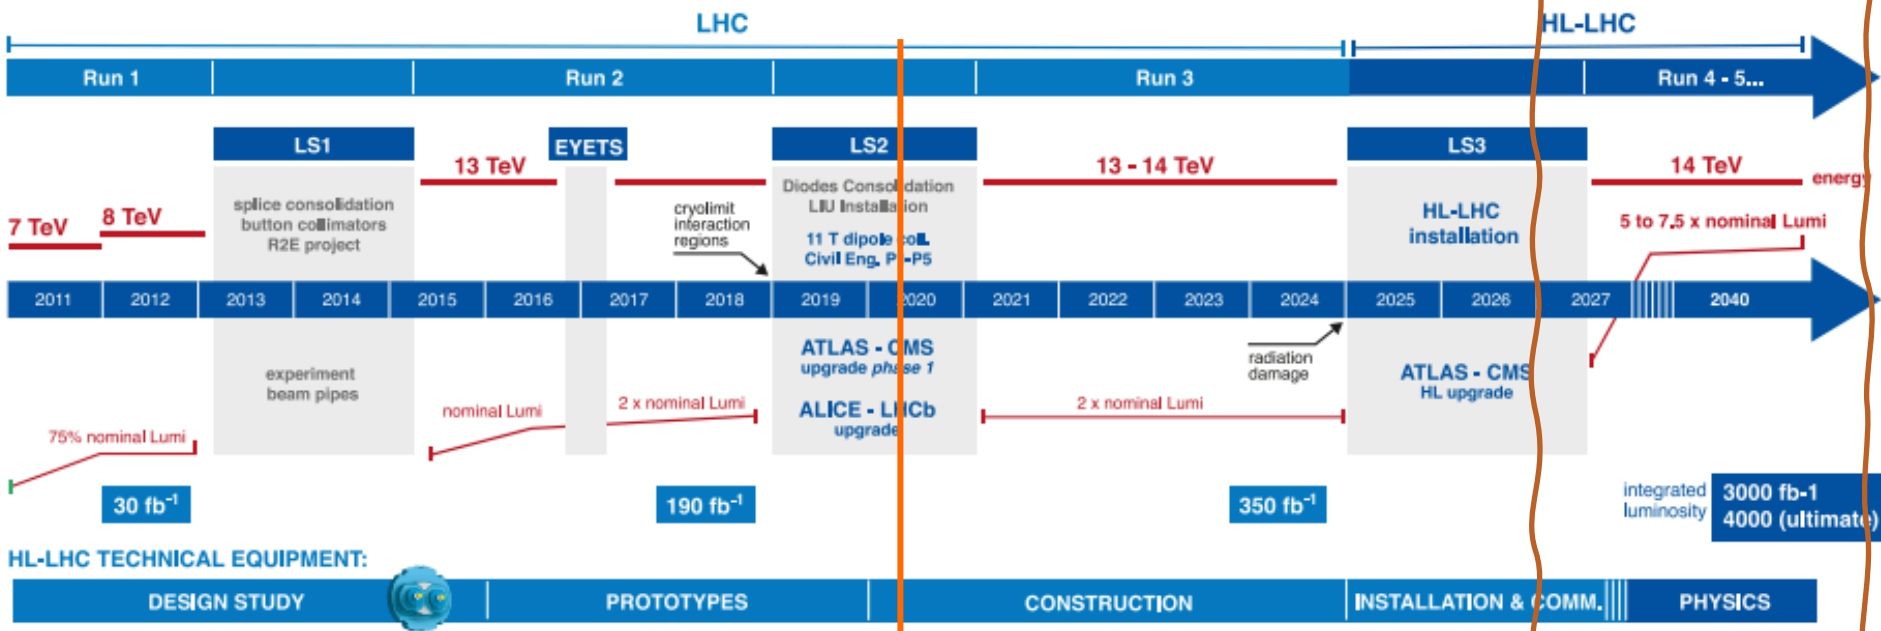 LHC
HL-LHC
Run 1
Run 2
Run 3
Run 4 - 5...
LS1
EYETS
LS2
LS3
13 TeV
13 - 14 TeV
14 TeV
energy
7 TeV
8 TeV
splice consolidation
button collimators
R2E project
cryolimit
interaction
regions
Diodes Consolidation
LIU Installation
11 T dipole coll.
Civil Eng. P1-P5
HL-LHC
installation
5 to 7.5 x nominal Lumi
2011
2012
2013
2014
2015
2016
2017
2018
2019
2020
2021
2022
2023
2024
2025
2026
2027
2040
experiment
beam pipes
ATLAS - CMS
upgrade phase 1
ALICE - LHCb
upgrade
radiation
damage
ATLAS - CMS
HL upgrade
75% nominal Lumi
nominal Lumi
2 x nominal Lumi
2 x nominal Lumi
30 fb⁻¹
190 fb⁻¹
350 fb⁻¹
integrated
luminosity
3000 fb-1
4000 (ultimate)
HL-LHC TECHNICAL EQUIPMENT:
DESIGN STUDY
PROTOTYPES
CONSTRUCTION
INSTALLATION & COMM.
PHYSICS